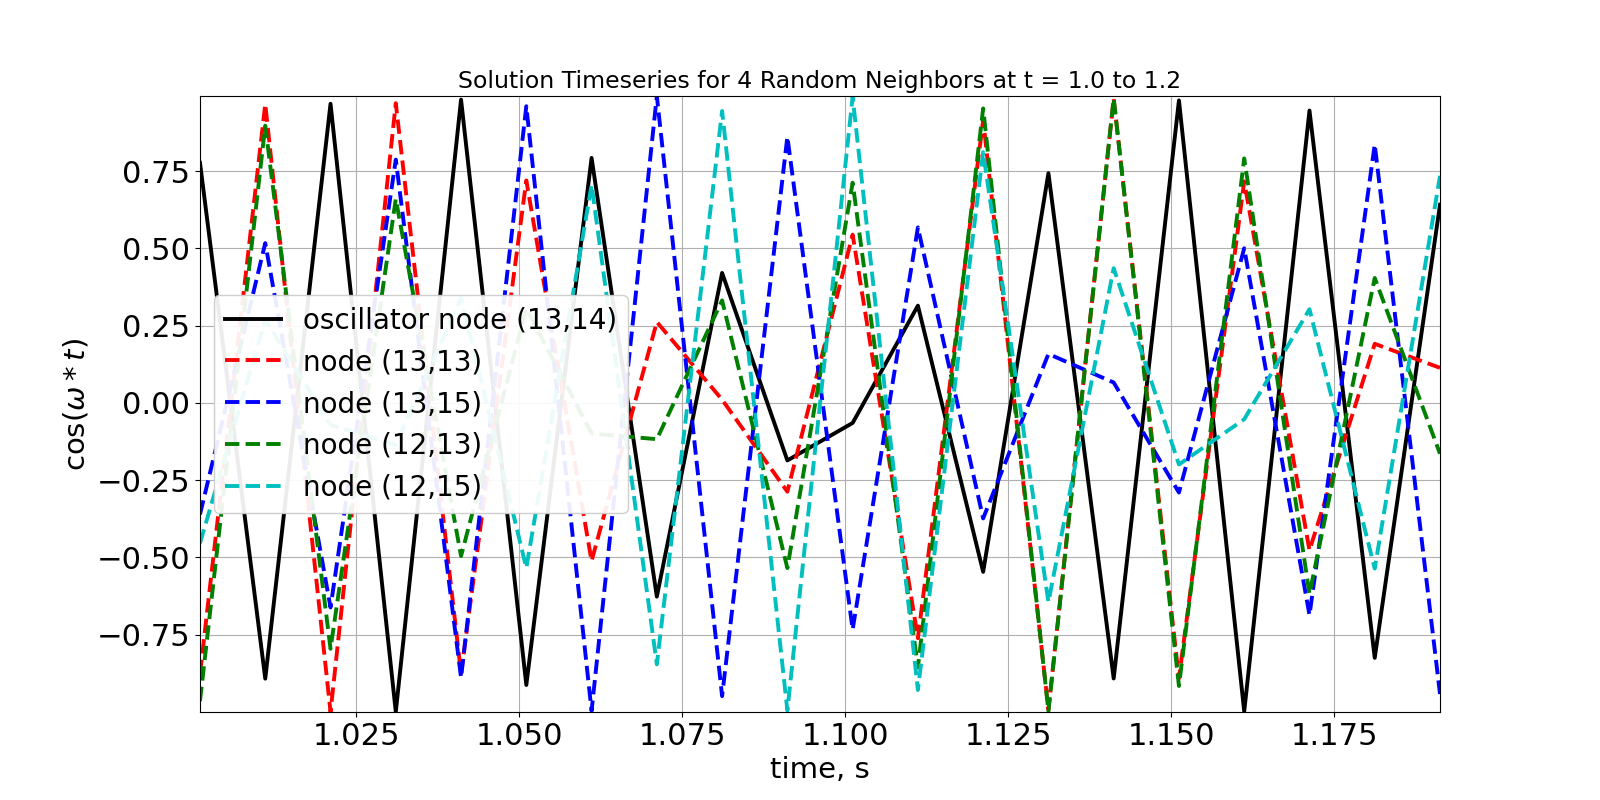 Solution Timeseries for 4 Random Neighbors at t = 1.0 to 1.2
cos(ω * t)
0.75
0.50
0.25
0.00
−0.25
−0.50
−0.75
oscillator node (13,14)
node (13,13)
node (13,15)
node (12,13)
node (12,15)
1.025 1.050 1.075 1.100 1.125 1.150 1.175
time, s